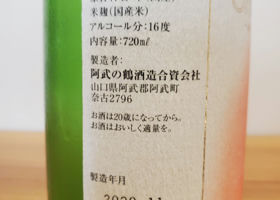 米麹(国産米)
アルコール分:16度
内容量:720㎖
製造者:
阿武の鶴酒造合資会社
山口県阿武郡阿武町
奈古2796
お酒は20歳になってから。
お酒はおいしく適量を。
製造年月